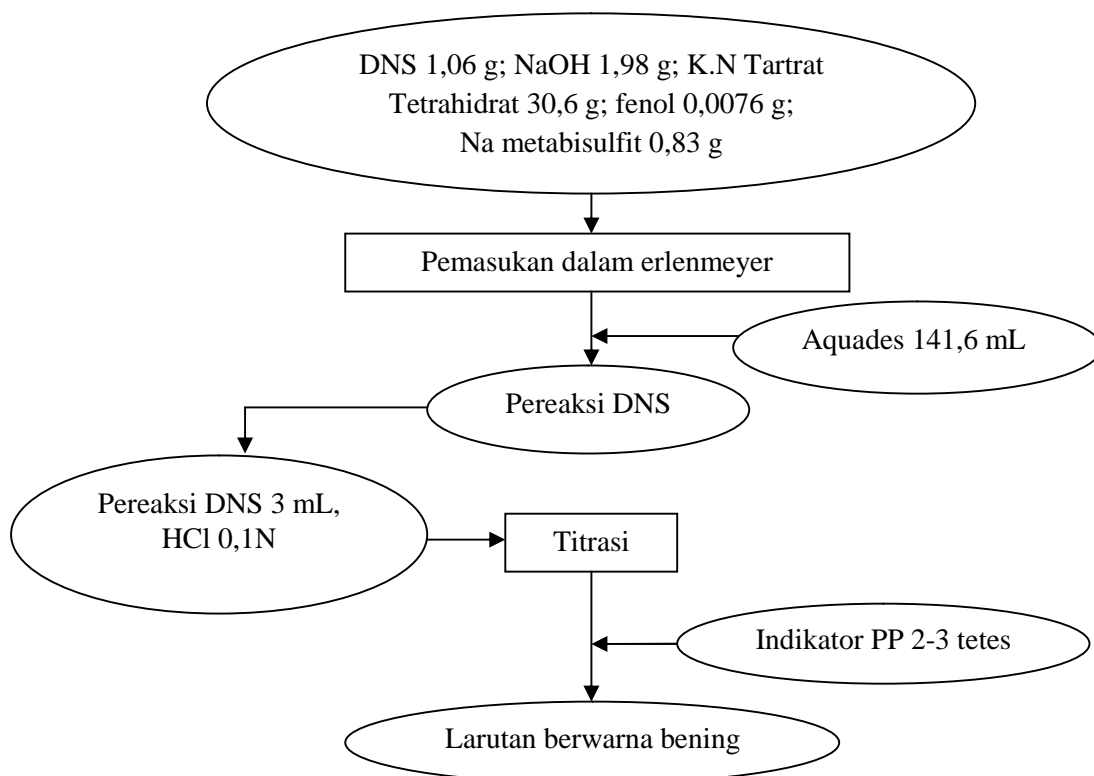 DNS 1,06 g; NaOH 1,98 g; K.N Tartrat
Tetrahidrat 30,6 g; fenol 0,0076 g;
Na metabisulfit 0,83 g
Pemasukan dalam erlenmeyer
Aquades 141,6 mL
Pereaksi DNS
Pereaksi DNS 3 mL,
HCl 0,1N
Titrasi
Indikator PP 2-3 tetes
Larutan berwarna bening